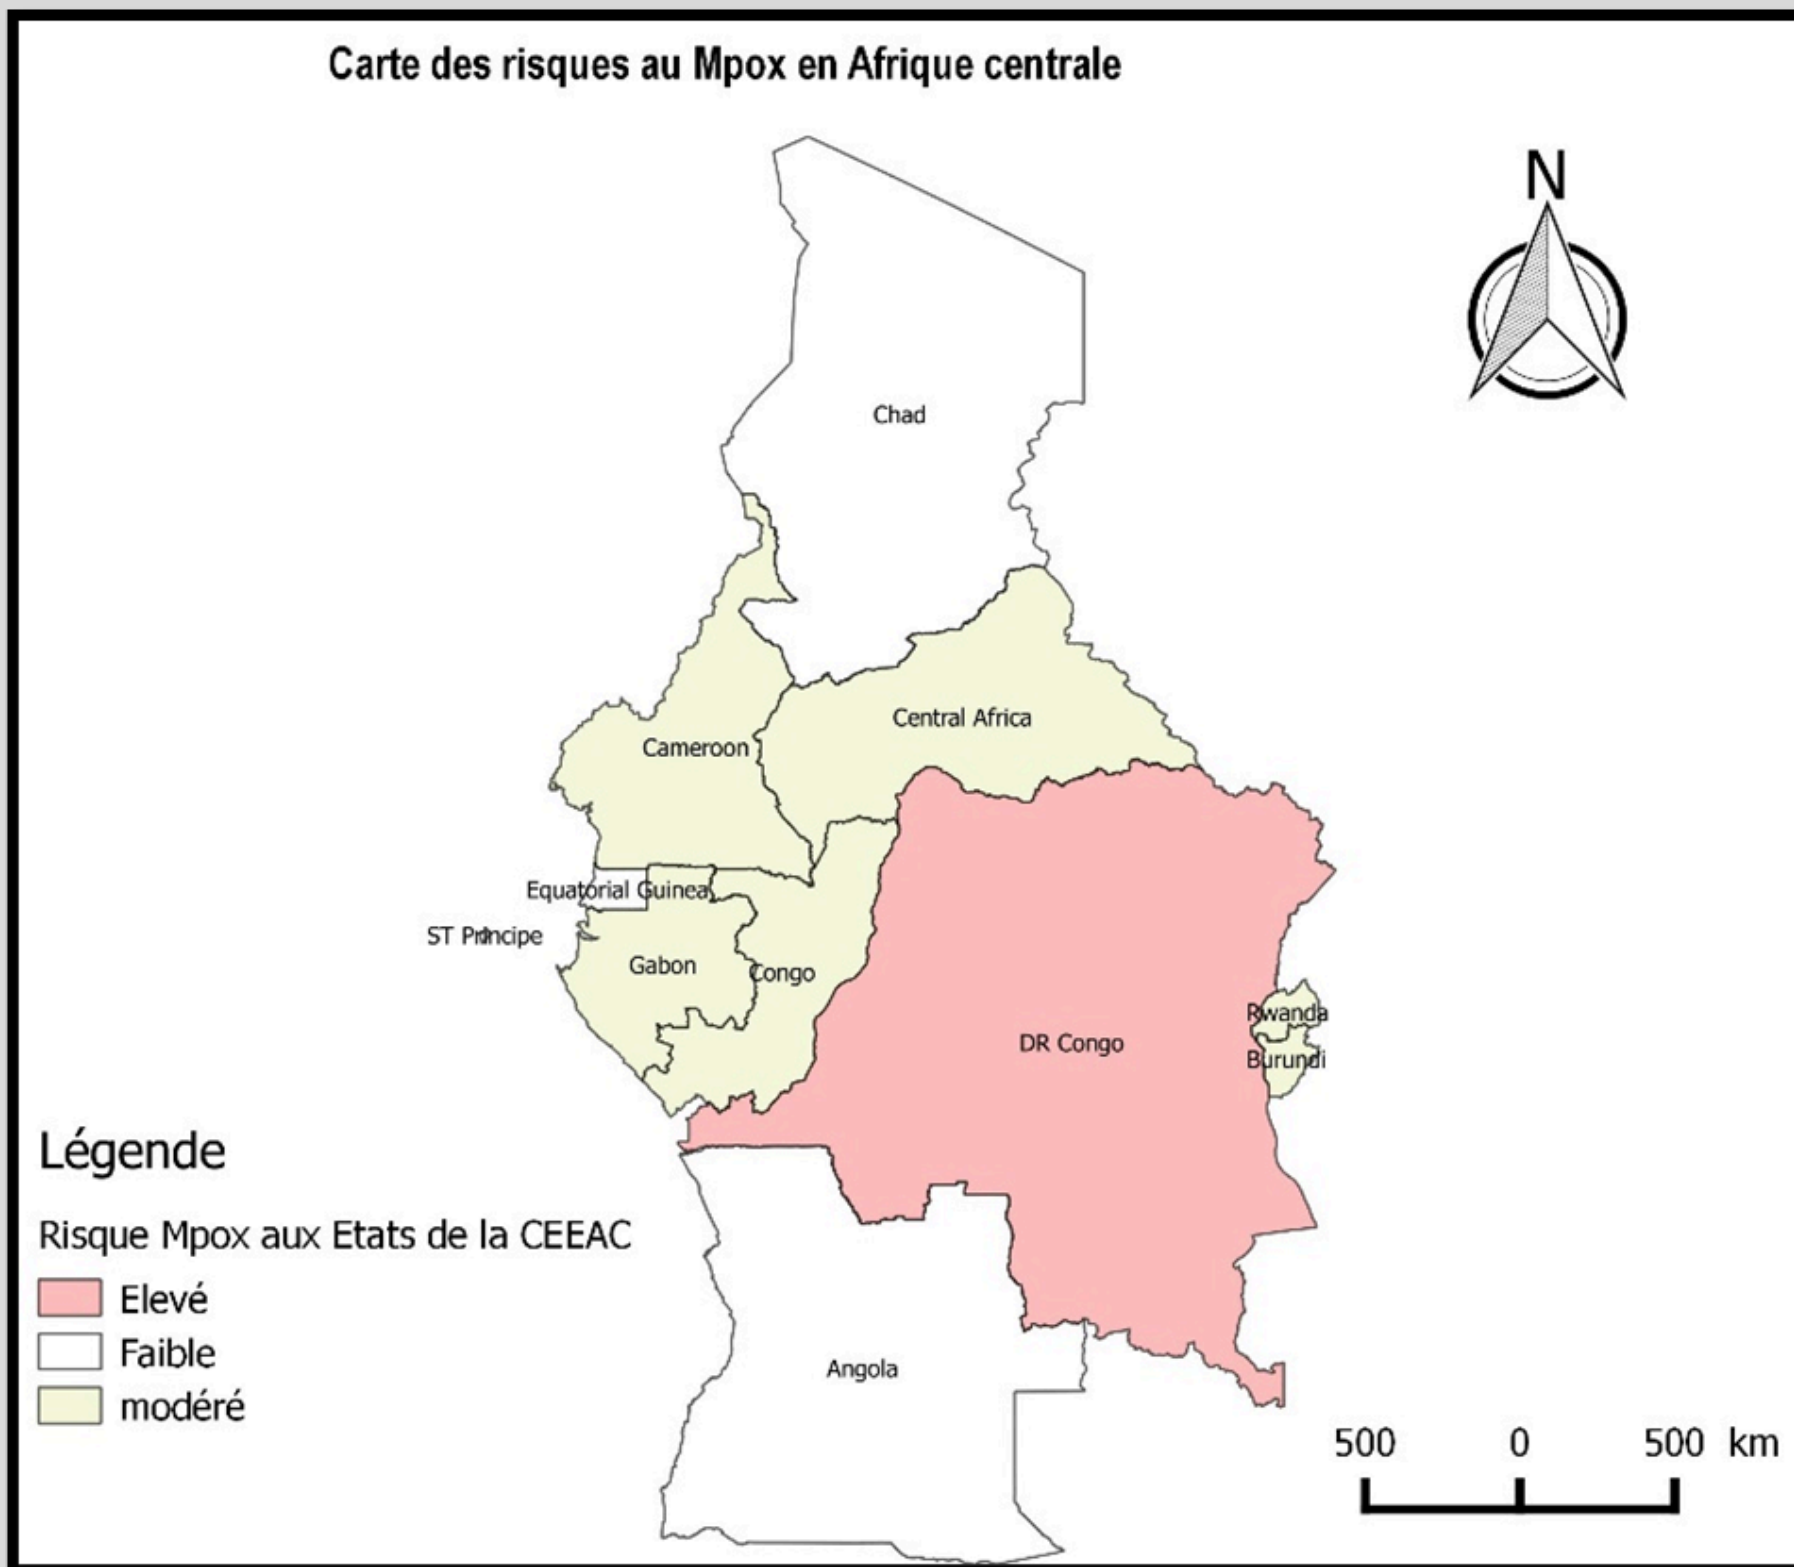 Carte des risques au Mpox en Afrique centrale
N
Chad
Central Africa
Cameroon
Equatorial Guinea
ST Principe
Gabon
Congo
Rwanda
DR Congo
Burundi
Légende
Risque Mpox aux Etats de la CEEAC
Elevé
Faible
modéré
Angola
500 0 500 km